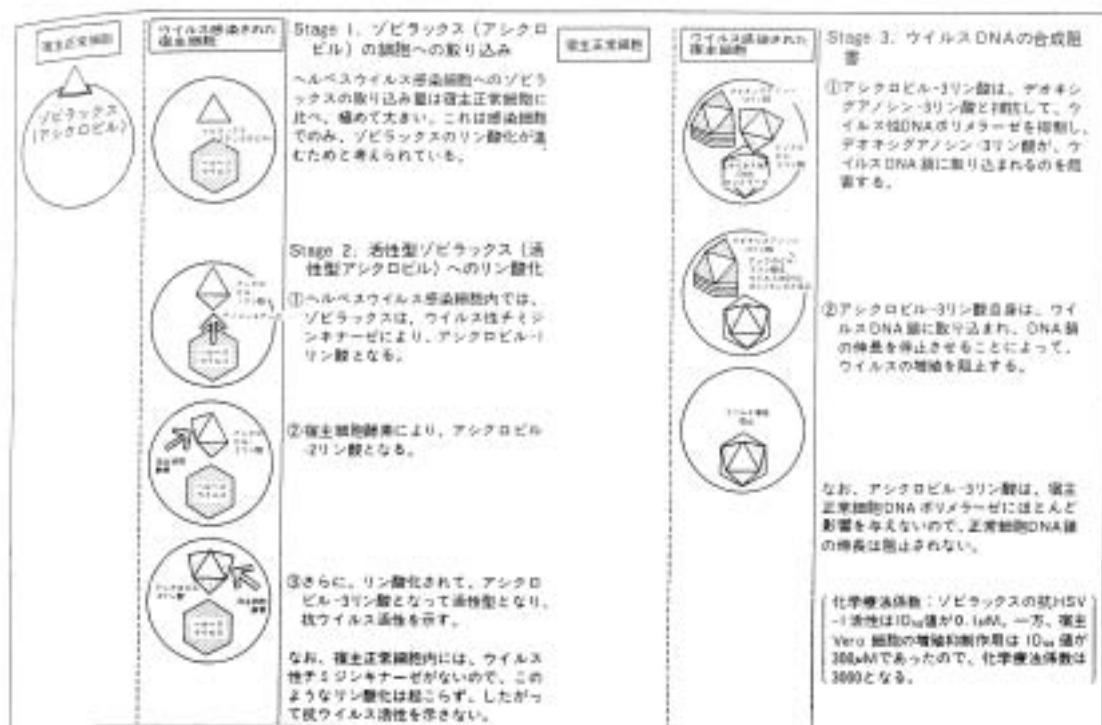 宿主正常細胞
ゾビラックス
(アシクロビル)
ウイルス感染された
宿主細胞
Stage 1. ゾビラックス(アシクロ
ビル)の細胞への取り込み
ヘルペスウイルス感染細胞へのゾビラ
ックスの取り込み量は宿主正常細胞に
比べ、極めて大きい。これは感染細胞
でのみ、ゾビラックスのリン酸化が進
むためと考えられている。
Stage 2. 活性型ゾビラックス(活
性型アシクロビル)へのリン酸化
①ヘルペスウイルス感染細胞内では、
ゾビラックスは、ウイルス性チミジ
ンキナーゼにより、アシクロビル-1
リン酸となる。
②宿主細胞酵素により、アシクロビル
-2リン酸となる。
③さらに、リン酸化されて、アシクロ
ビル-3リン酸となって活性型となり、
抗ウイルス活性を示す。
なお、宿主正常細胞内には、ウイルス
性チミジンキナーゼがないので、この
ようなリン酸化は起こらず、したがっ
て抗ウイルス活性を示さない。
宿主正常細胞
ウイルス感染された
宿主細胞
Stage 3. ウイルスDNAの合成阻
害
①アシクロビル-3リン酸は、デオキシ
グアノシン-3リン酸と拮抗して、ウ
イルス性DNAポリメラーゼを抑制し、
デオキシグアノシン-3リン酸が、ウ
イルスDNA鎖に取り込まれるのを阻
害する。
②アシクロビル-3リン酸自身は、ウイ
ルスDNA鎖に取り込まれ、DNA鎖
の伸長を停止させることによって、
ウイルスの増殖を阻止する。
なお、アシクロビル-3リン酸は、宿主
正常細胞DNAポリメラーゼにほとんど
影響を与えないので、正常細胞DNA鎖
の伸長は阻止されない。
化学療法係数:ゾビラックスの抗HSV
-1活性はID₅₀値が0.1μM。一方、宿主
Vero細胞の増殖抑制作用はID₅₀値が
300μMであったので、化学療法係数は
3000となる。